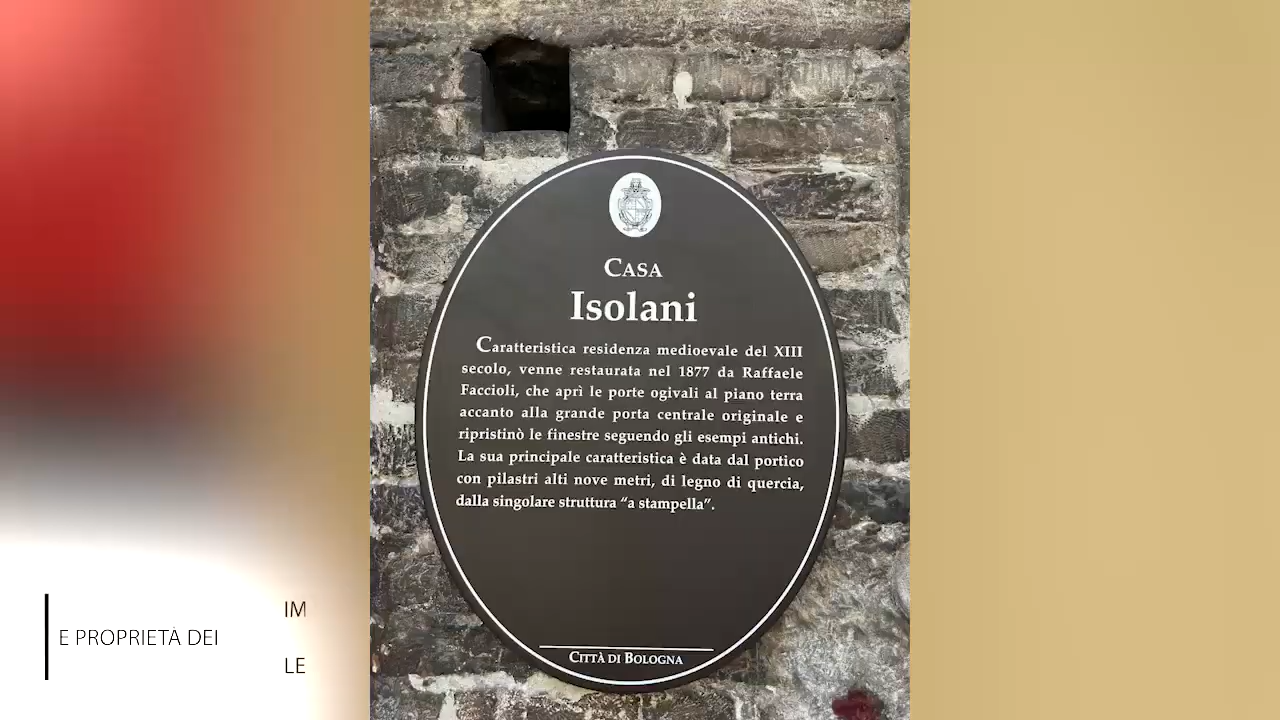 CASA
Isolani
Caratteristica residenza medioevale del XIII
secolo, venne restaurata nel 1877 da Raffaele
Faccioli, che aprì le porte ogivali al piano terra
accanto alla grande porta centrale originale e
ripristinò le finestre seguendo gli esempi antichi.
La sua principale caratteristica è data dal portico
con pilastri alti nove metri, di legno di quercia,
dalla singolare struttura “a stampella”.
CITTÀ DI BOLOGNA
IM
E PROPRIETÀ DEI
LE